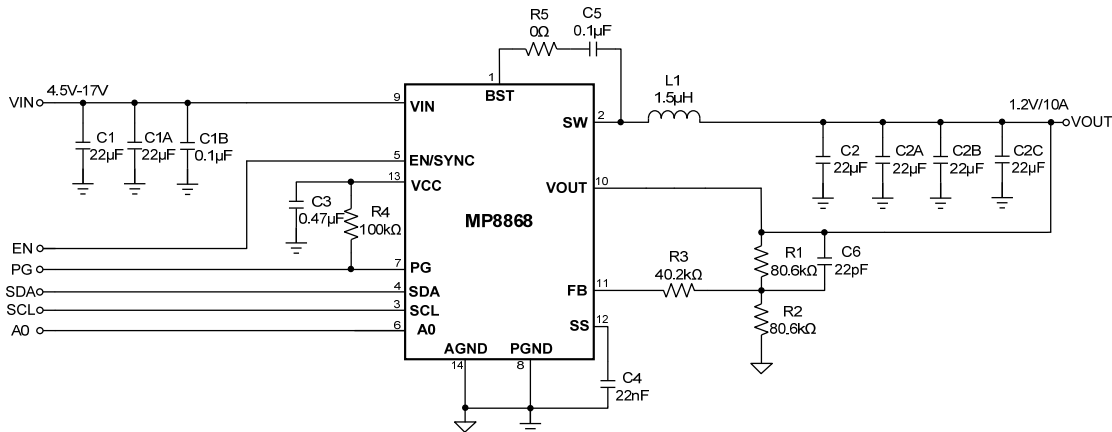 R5
0Ω
C5
0.1µF
1
BST
VIN
4.5V-17V
9
VIN
C1
22µF
C1A
22µF
C1B
0.1µF
SW
2
L1
1.5µH
1.2V/10A
VOUT
C2
22µF
C2A
22µF
C2B
22µF
C2C
22µF
5
EN/SYNC
13
VCC
C3
0.47µF
R4
100kΩ
MP8868
VOUT
10
EN
PG
7
PG
SDA
4
SDA
SCL
3
SCL
A0
6
A0
R3
40.2kΩ
R1
80.6kΩ
C6
22pF
FB
11
R2
80.6kΩ
SS
12
AGND
14
PGND
8
C4
22nF